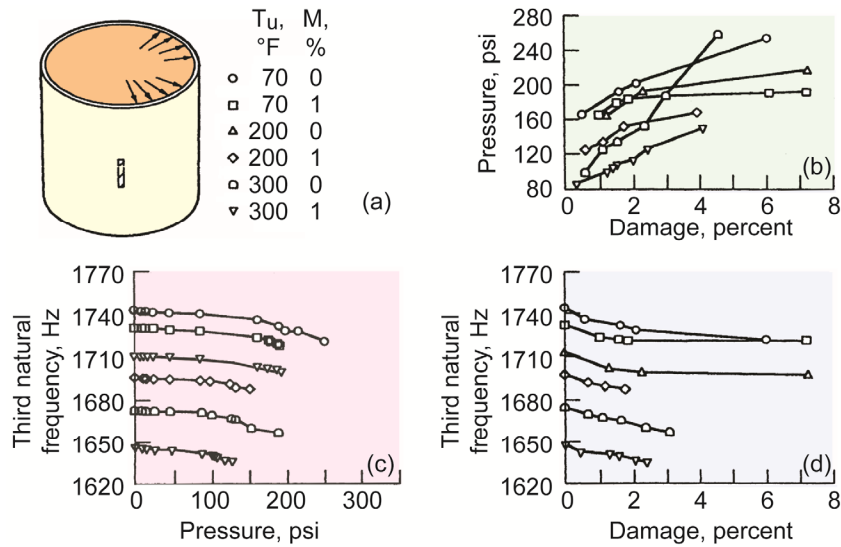 Tu, M,
°F %
70 0
70 1
200 0
200 1
300 0
300 1
(a)
Pressure, psi
280
240
200
160
120
80
0 2 4 6 8
Damage, percent
(b)
Third natural
frequency, Hz
1770
1740
1710
1680
1650
1620
0 100 200 300
Pressure, psi
(c)
Third natural
frequency, Hz
1770
1740
1710
1680
1650
1620
0 2 4 6 8
Damage, percent
(d)